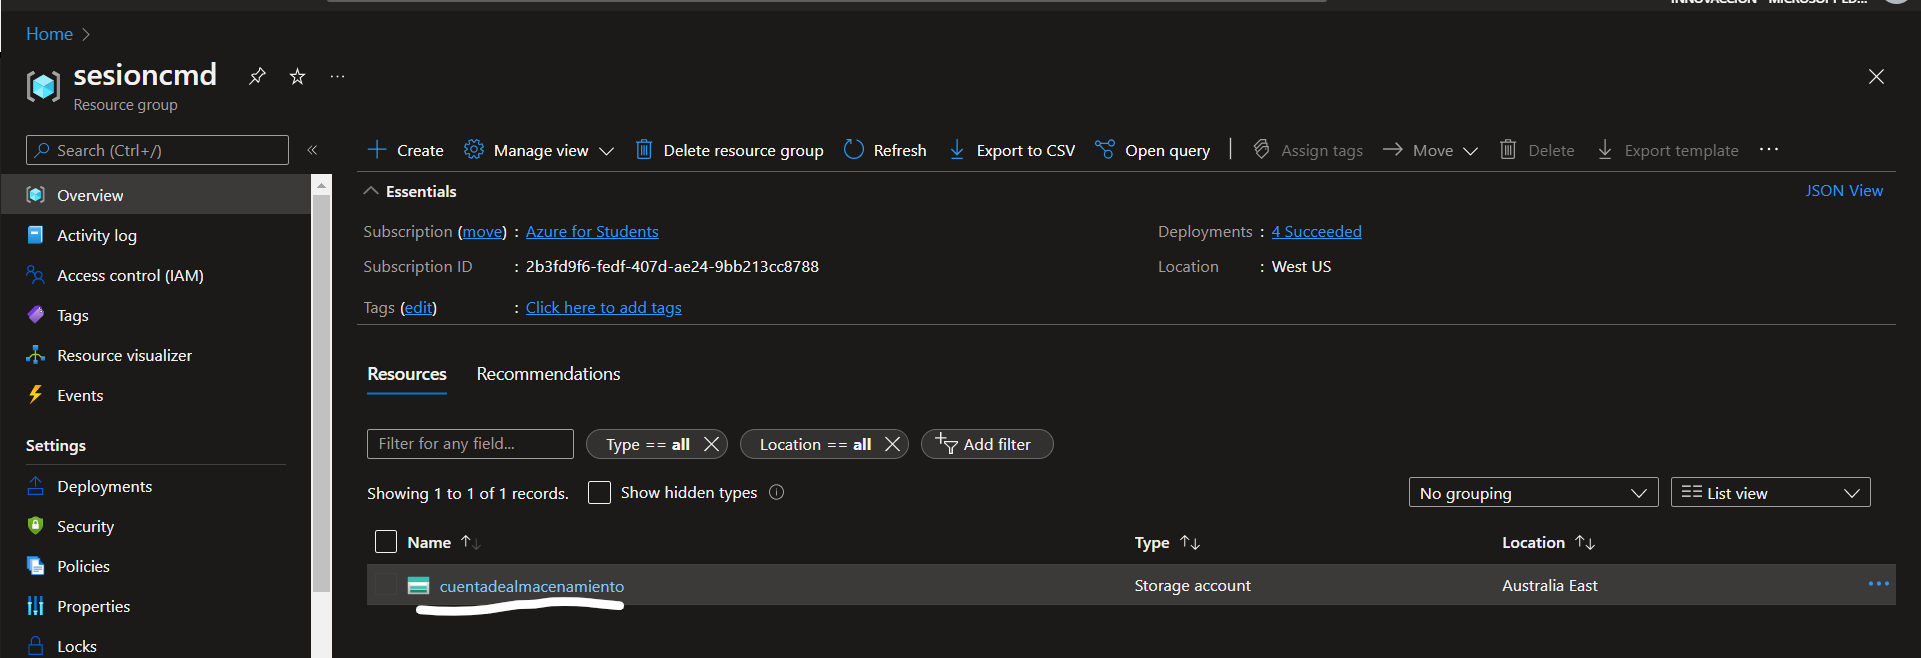 Home
sesioncmd
Resource group
Search (Ctrl+/)
Create
Manage view
Delete resource group
Refresh
Export to CSV
Open query
Assign tags
Move
Delete
Export template
Overview
Activity log
Access control (IAM)
Tags
Resource visualizer
Events
Settings
Deployments
Security
Policies
Properties
Locks
Essentials
JSON View
Subscription (move) : Azure for Students
Subscription ID : 2b3fd9f6-fedf-407d-ae24-9bb213cc8788
Tags (edit) : Click here to add tags
Deployments : 4 Succeeded
Location : West US
Resources
Recommendations
Filter for any field...
Type == all
Location == all
Add filter
Showing 1 to 1 of 1 records.
Show hidden types
No grouping
List view
Name
Type
Location
cuentadealmacenamiento
Storage account
Australia East